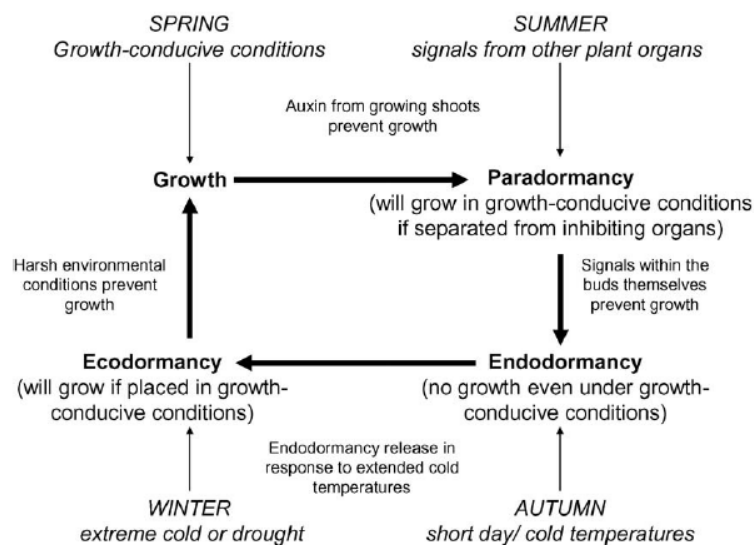 SPRING
Growth-conducive conditions
SUMMER
signals from other plant organs
Auxin from growing shoots
prevent growth
Growth
Paradormancy
(will grow in growth-conducive conditions
if separated from inhibiting organs)
Harsh environmental
conditions prevent
growth
Signals within the
buds themselves
prevent growth
Ecodormancy
(will grow if placed in growth-
conducive conditions)
Endodormancy
(no growth even under growth-
conducive conditions)
Endodormancy release in
response to extended cold
temperatures
WINTER
extreme cold or drought
AUTUMN
short day/ cold temperatures